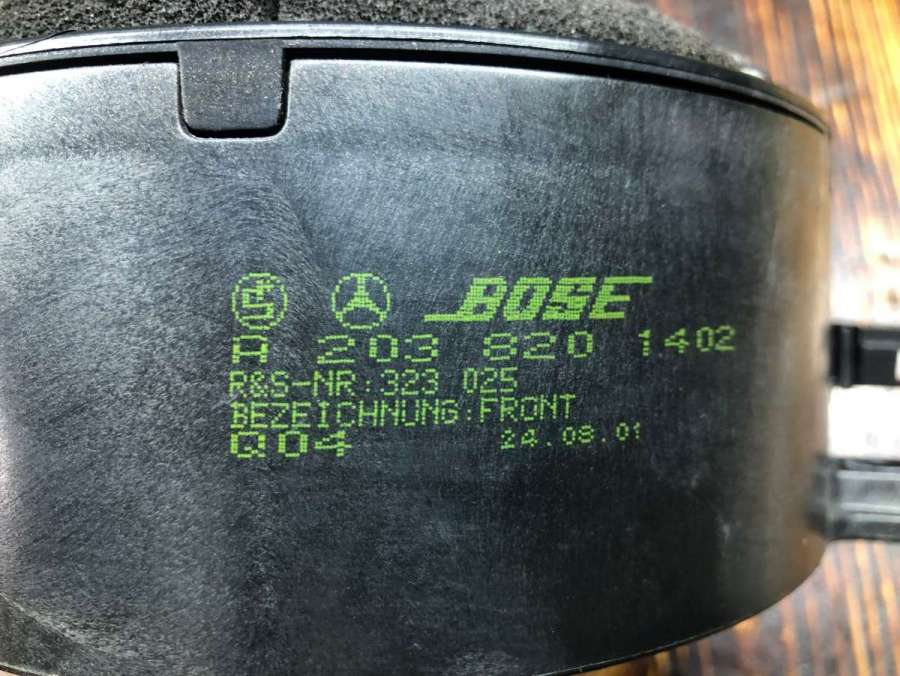 BOSE
A 203 820 1402
R&S-NR:323 025
BEZEICHNUNG:FRONT
Q04 24.08.01